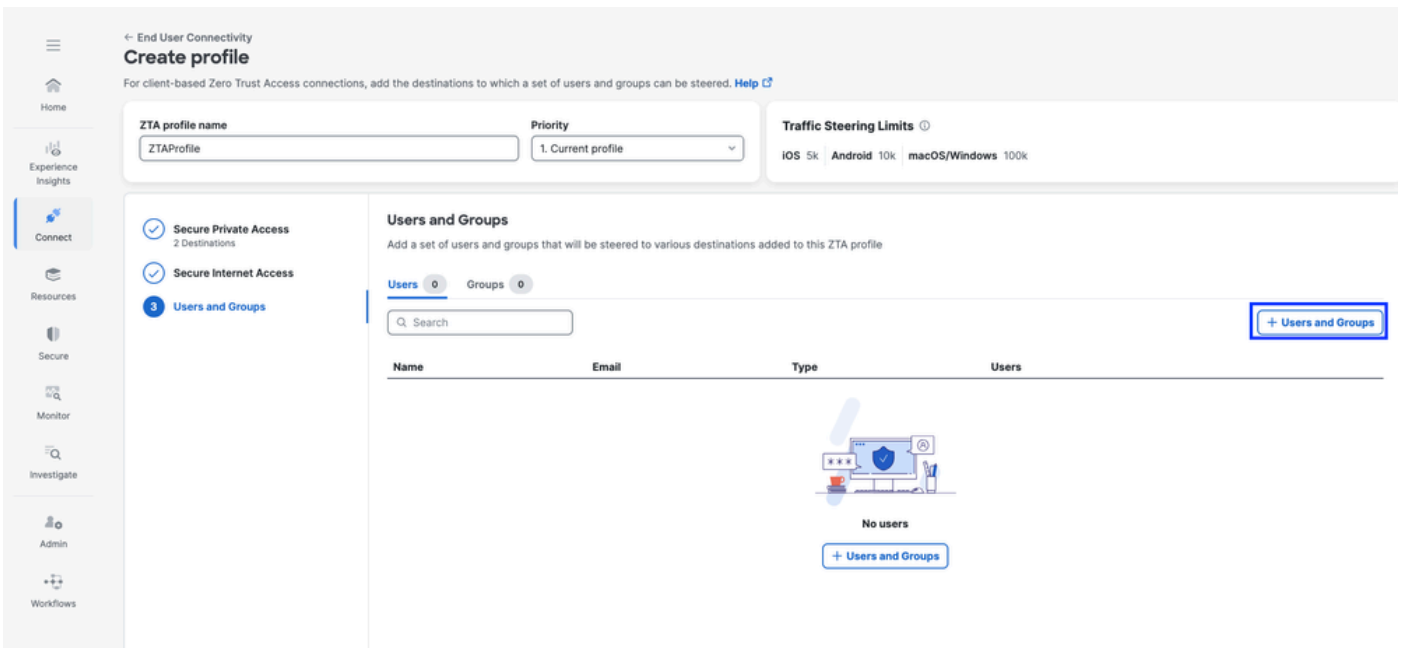 ← End User Connectivity
Create profile
For client-based Zero Trust Access connections, add the destinations to which a set of users and groups can be steered. Help
Home
Experience
Insights
Connect
Resources
Secure
Monitor
Investigate
Admin
Workflows
ZTA profile name
ZTAProfile
Priority
1. Current profile
Traffic Steering Limits
iOS 5k Android 10k macOS/Windows 100k
Secure Private Access
2 Destinations
Secure Internet Access
3 Users and Groups
Users and Groups
Add a set of users and groups that will be steered to various destinations added to this ZTA profile
Users 0 Groups 0
Search
+ Users and Groups
Name Email Type Users
***
No users
+ Users and Groups